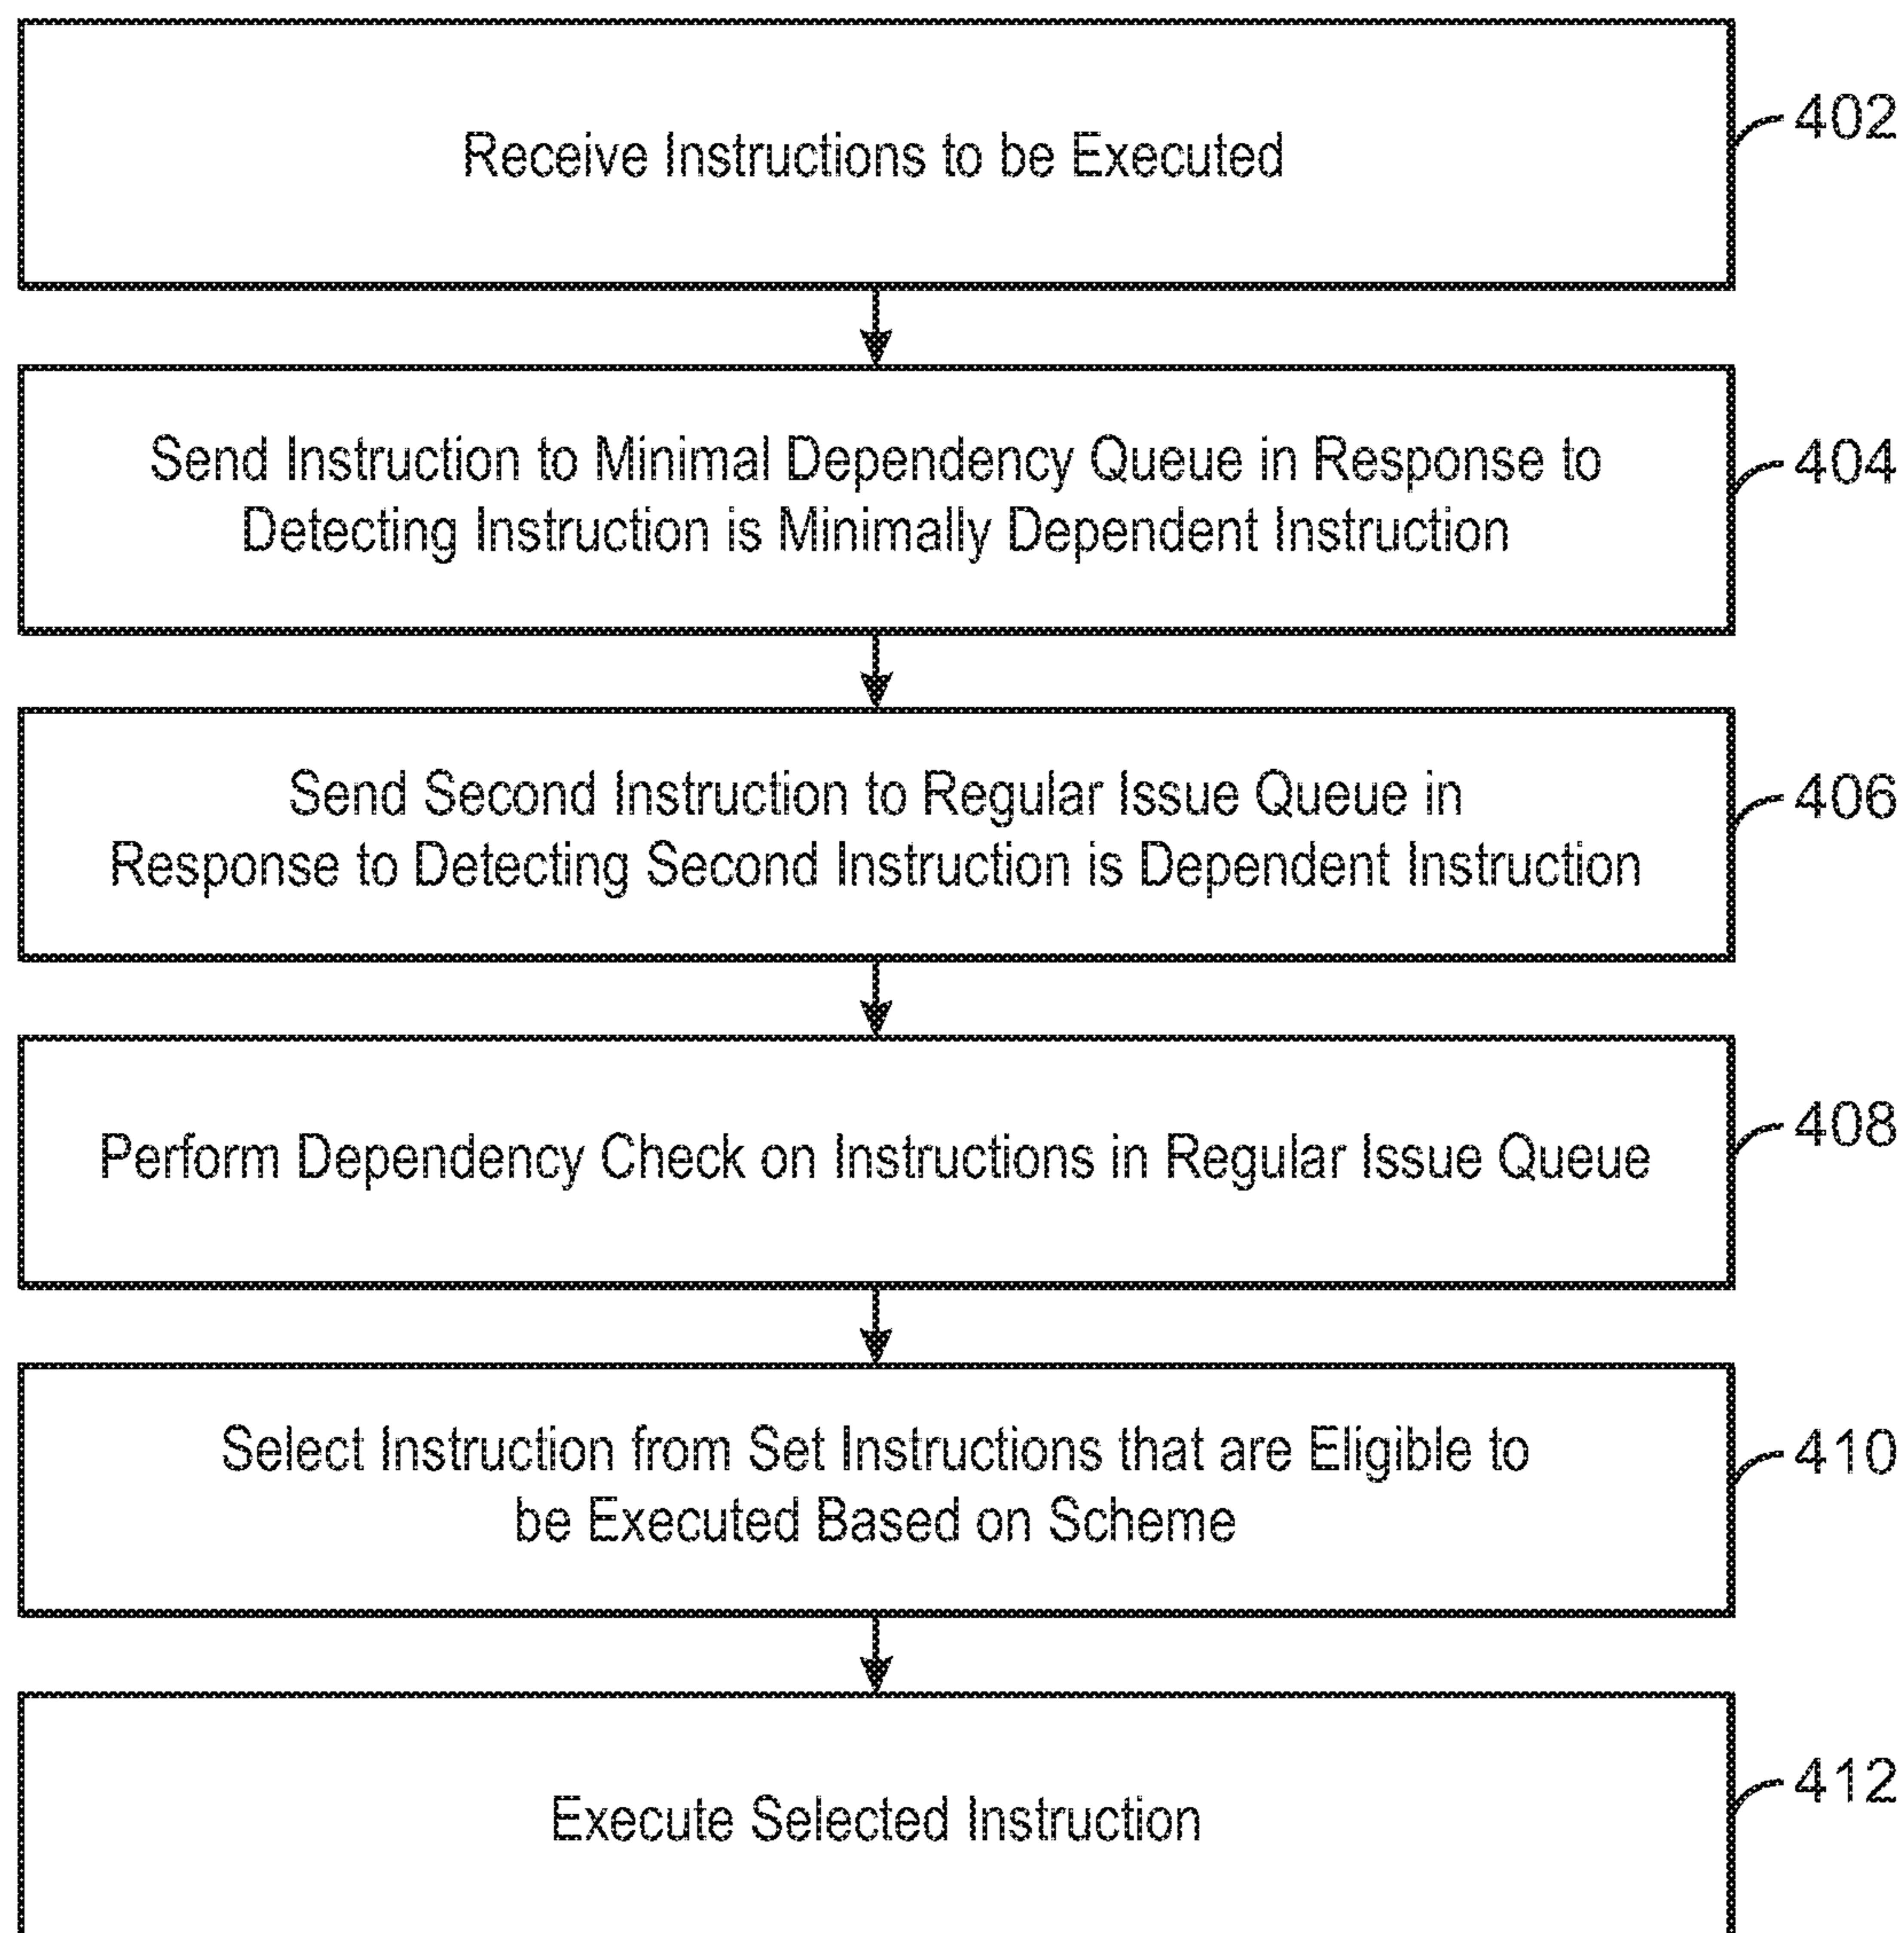 Receive Instructions to be Executed
402
Send Instruction to Minimal Dependency Queue in Response to
Detecting Instruction is Minimally Dependent Instruction
404
Send Second Instruction to Regular Issue Queue in
Response to Detecting Second Instruction is Dependent Instruction
406
Perform Dependency Check on Instructions in Regular Issue Queue
408
Select Instruction from Set Instructions that are Eligible to
be Executed Based on Scheme
410
Execute Selected Instruction
412